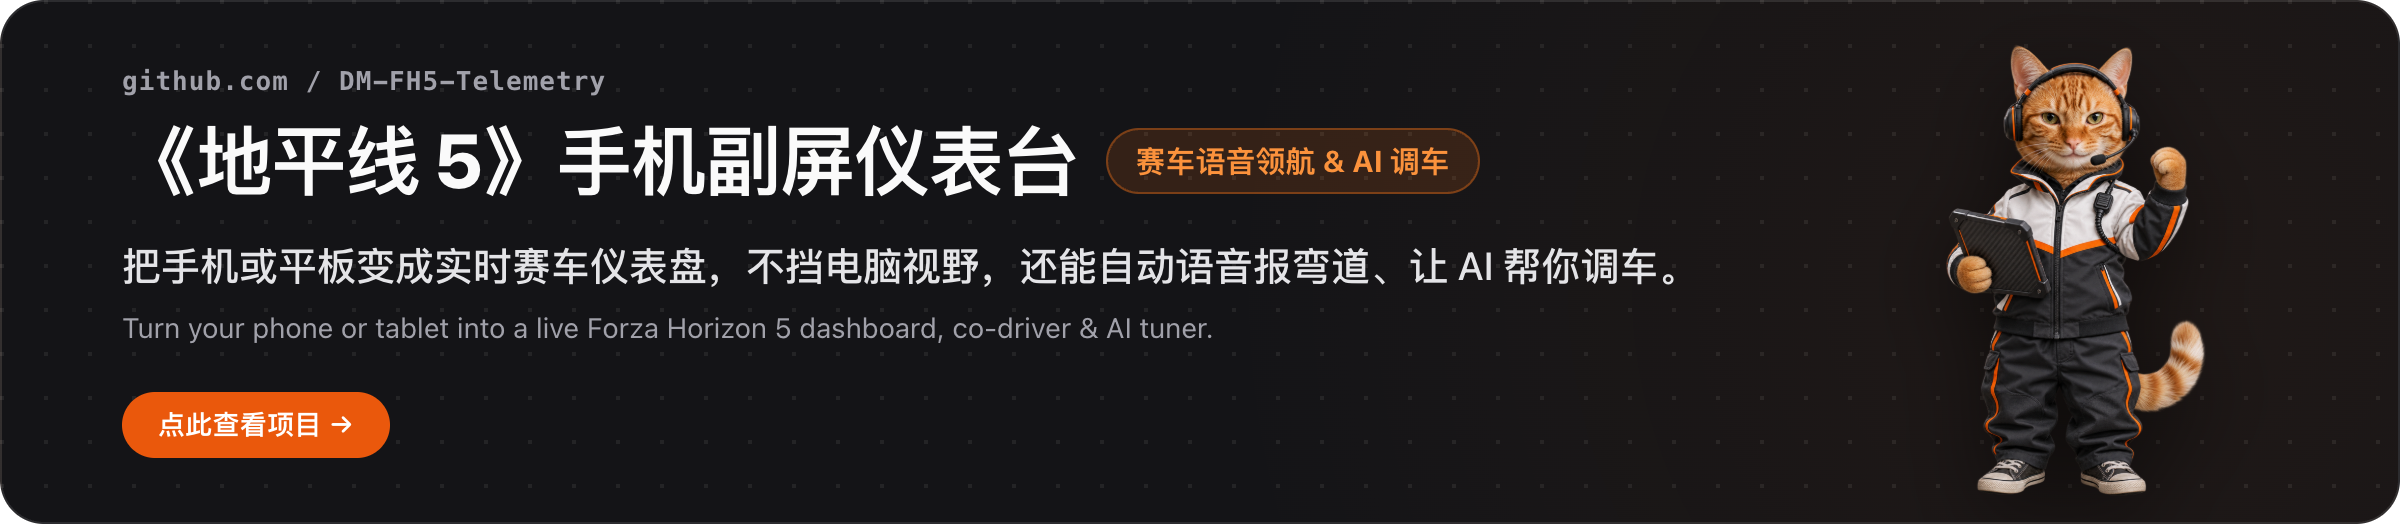 github.com / DM-FH5-Telemetry
《地平线 5》手机副屏仪表台
赛车语音领航 & AI 调车
把手机或平板变成实时赛车仪表盘，不挡电脑视野，还能自动语音报弯道、让 AI 帮你调车。
Turn your phone or tablet into a live Forza Horizon 5 dashboard, co-driver & AI tuner.
点此查看项目 →